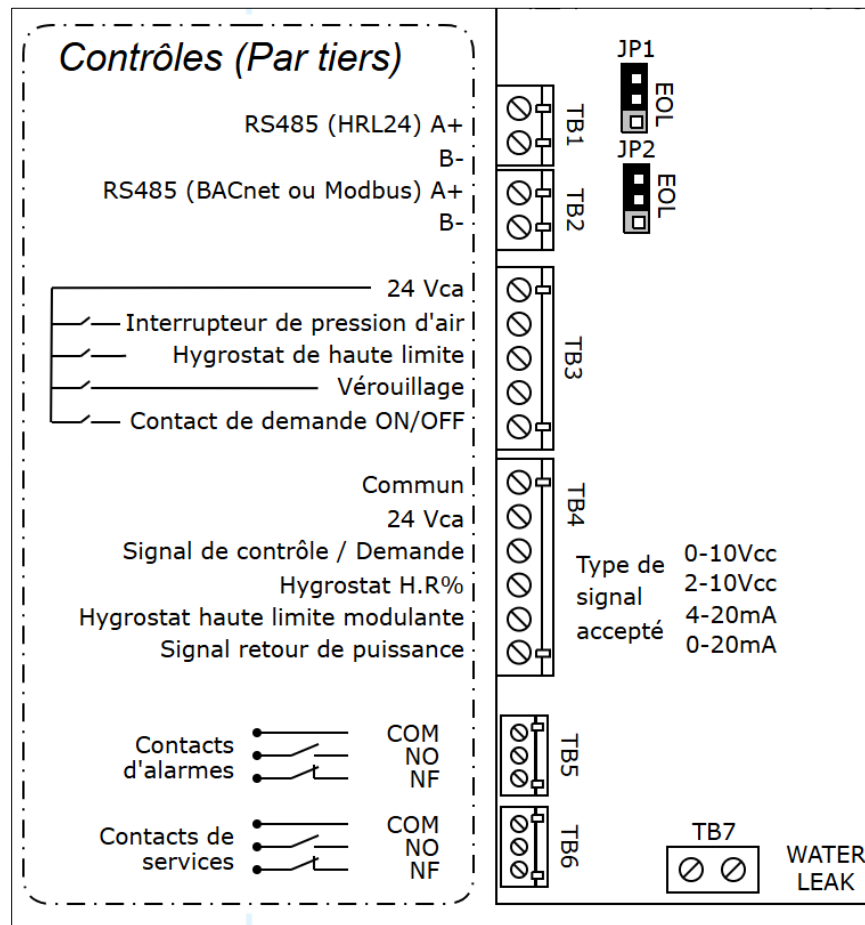 Contrôles (Par tiers)
JP1
EOL
RS485 (HRL24) A+
B-
TB1
JP2
EOL
RS485 (BACnet ou Modbus) A+
B-
TB2
24 Vca
Interrupteur de pression d'air
Hygrostat de haute limite
Vérouillage
Contact de demande ON/OFF
TB3
Commun
24 Vca
Signal de contrôle / Demande
Hygrostat H.R%
Hygrostat haute limite modulante
Signal retour de puissance
TB4
Type de
signal
accepté
0-10Vcc
2-10Vcc
4-20mA
0-20mA
Contacts
d'alarmes
COM
NO
NF
TB5
Contacts de
services
COM
NO
NF
TB6
TB7
WATER
LEAK